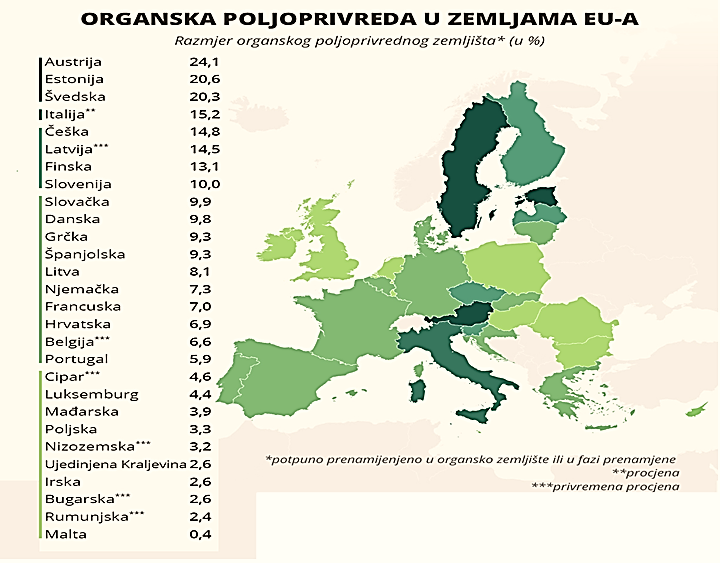 ORGANSKA POLJOPRIVREDA U ZEMLJAMA EU-A
Razmjer organskog poljoprivrednog zemljišta* (u %)
Austrija 24,1
Estonija 20,6
Švedska 20,3
Italija** 15,2
Češka 14,8
Latvija*** 14,5
Finska 13,1
Slovenija 10,0
Slovačka 9,9
Danska 9,8
Grčka 9,3
Španjolska 9,3
Litva 8,1
Njemačka 7,3
Francuska 7,0
Hrvatska 6,9
Belgija*** 6,6
Portugal 5,9
Cipar*** 4,6
Luksemburg 4,4
Mađarska 3,9
Poljska 3,3
Nizozemska*** 3,2
Ujedinjena Kraljevina 2,6
Irska 2,6
Bugarska*** 2,6
Rumunjska*** 2,4
Malta 0,4
*potpuno prenamijenjeno u organsko zemljište ili u fazi prenamjene
**procjena
***privremena procjena